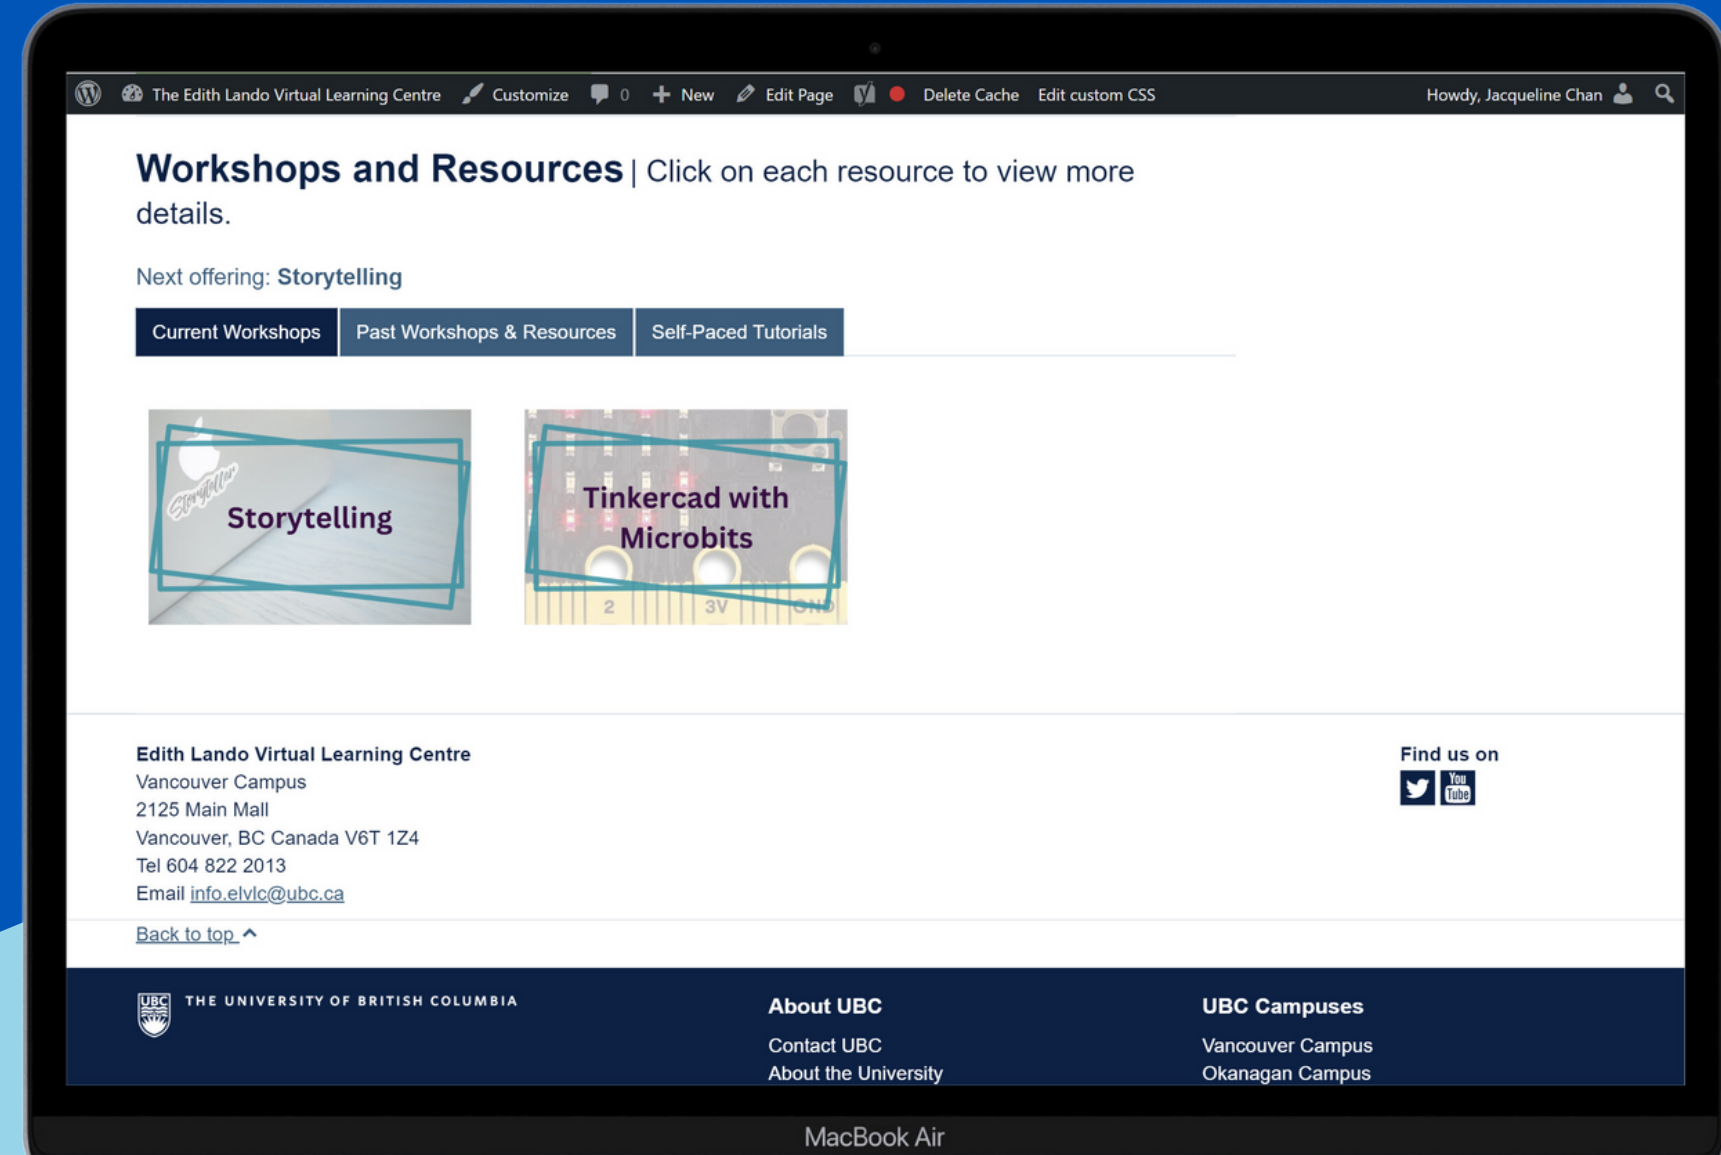 The Edith Lando Virtual Learning Centre Customize 0 New Edit Page Delete Cache Edit custom CSS Howdy, Jacqueline Chan
Workshops and Resources | Click on each resource to view more
details.
Next offering: Storytelling
Current Workshops Past Workshops & Resources Self-Paced Tutorials
Storyteller
Storytelling
Tinkercad with
Microbits
2 3V GND
Edith Lando Virtual Learning Centre
Vancouver Campus
2125 Main Mall
Vancouver, BC Canada V6T 1Z4
Tel 604 822 2013
Email info.elvlc@ubc.ca
Find us on
You
Tube
Back to top
UBC
THE UNIVERSITY OF BRITISH COLUMBIA
About UBC
Contact UBC
About the University
UBC Campuses
Vancouver Campus
Okanagan Campus
MacBook Air